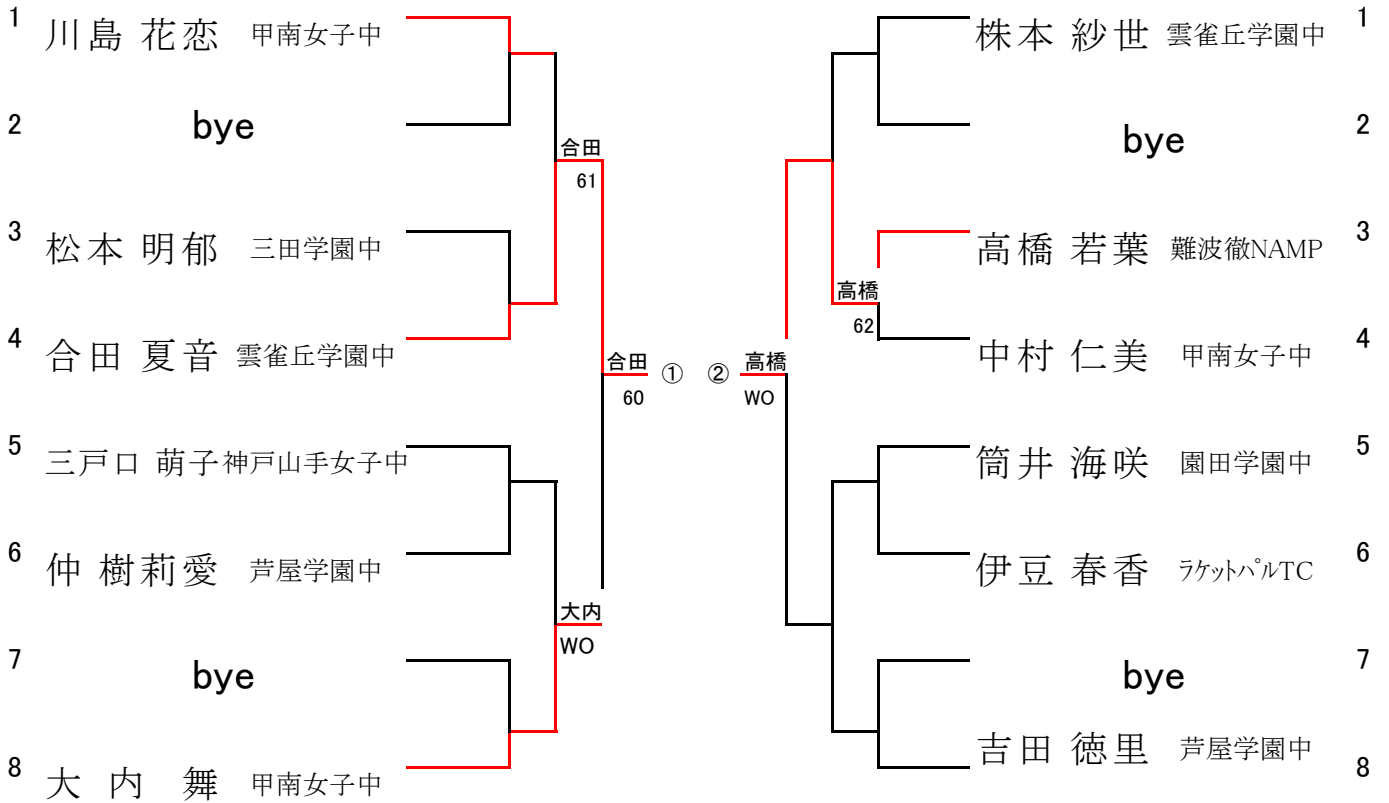 1 川島 花恋 甲南女子中
2 bye
合田
61
3 松本 明郁 三田学園中
4 合田 夏音 雲雀丘学園中
合田 ①
60
5 三戸口 萌子 神戸山手女子中
6 仲 樹莉愛 芦屋学園中
大内
WO
7 bye
8 大内 舞 甲南女子中
株本 紗世 雲雀丘学園中 1
bye 2
高橋 若葉 難波徹NAMP 3
高橋
62
中村 仁美 甲南女子中 4
② 高橋
WO
筒井 海咲 園田学園中 5
伊豆 春香 ﾗｹｯﾄﾊﾟﾙTC 6
bye 7
吉田 徳里 芦屋学園中 8